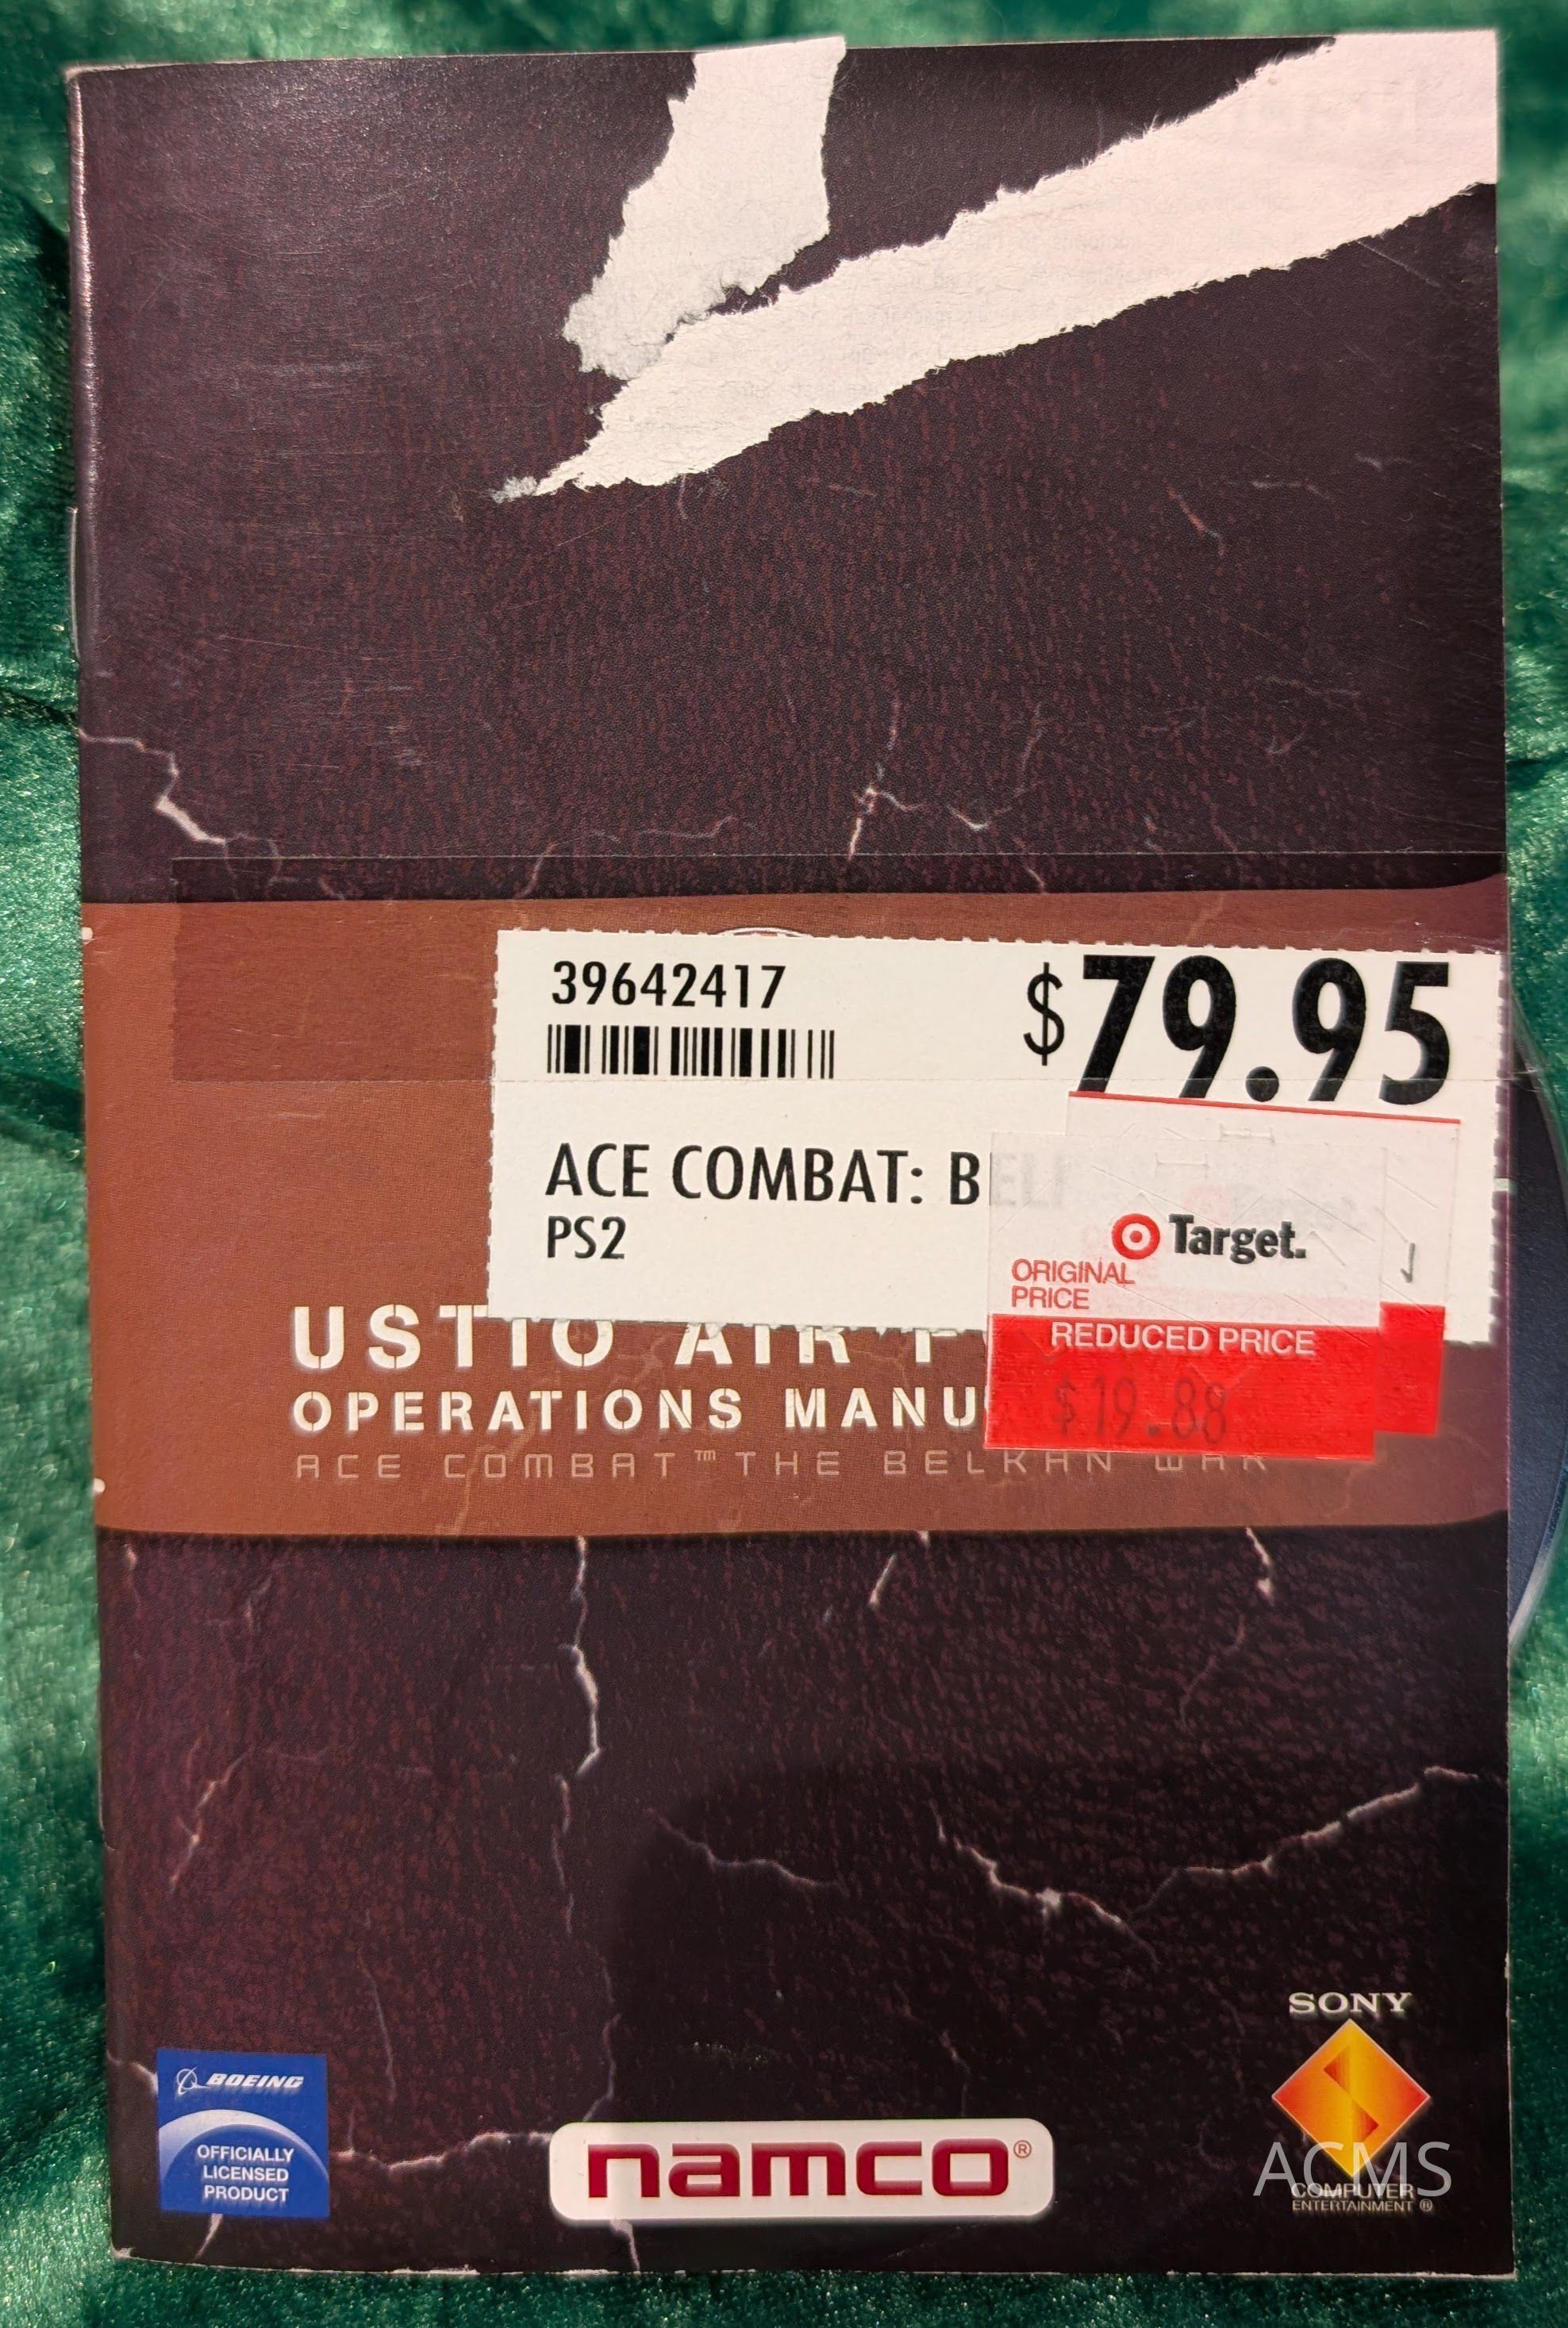 39642417
$79.95
ACE COMBAT: BEL
PS2
Target.
ORIGINAL
PRICE
REDUCED PRICE
$19.88
USTIO AIR F
OPERATIONS MANU
ACE COMBAT™ THE BELKAN WAR
BOEING
OFFICIALLY
LICENSED
PRODUCT
namco®
SONY
COMPUTER
ENTERTAINMENT ®
ACMS